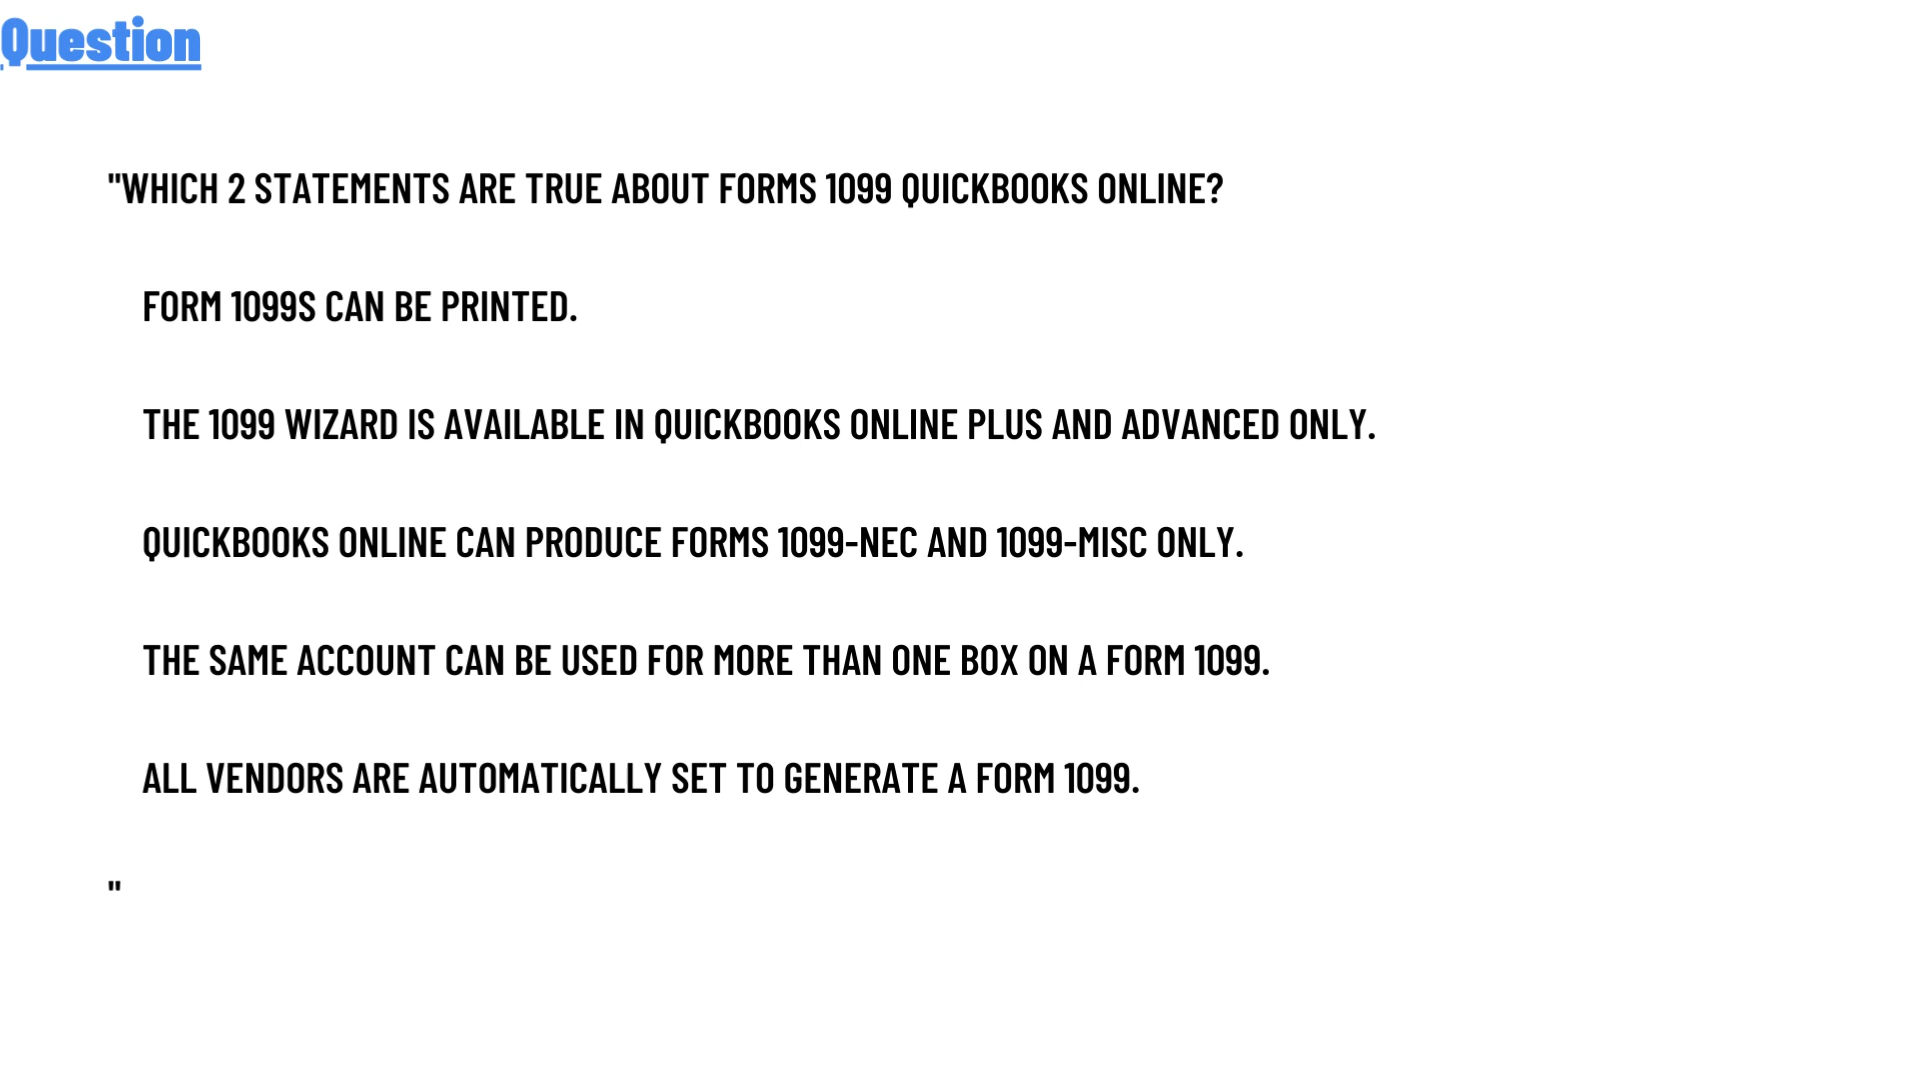 Question
"WHICH 2 STATEMENTS ARE TRUE ABOUT FORMS 1099 QUICKBOOKS ONLINE?
FORM 1099S CAN BE PRINTED.
THE 1099 WIZARD IS AVAILABLE IN QUICKBOOKS ONLINE PLUS AND ADVANCED ONLY.
QUICKBOOKS ONLINE CAN PRODUCE FORMS 1099-NEC AND 1099-MISC ONLY.
THE SAME ACCOUNT CAN BE USED FOR MORE THAN ONE BOX ON A FORM 1099.
ALL VENDORS ARE AUTOMATICALLY SET TO GENERATE A FORM 1099.
"